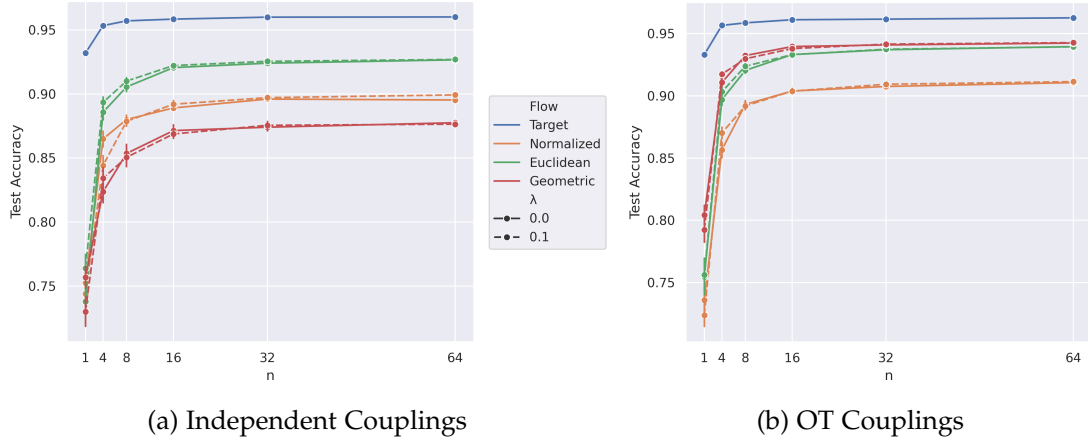 0.95
0.90
0.85
0.80
0.75
Test Accuracy
1 4 8 16 32 64
n
Flow
Target
Normalized
Euclidean
Geometric
λ
0.0
0.1
0.95
0.90
0.85
0.80
0.75
Test Accuracy
1 4 8 16 32 64
n
(a) Independent Couplings
(b) OT Couplings